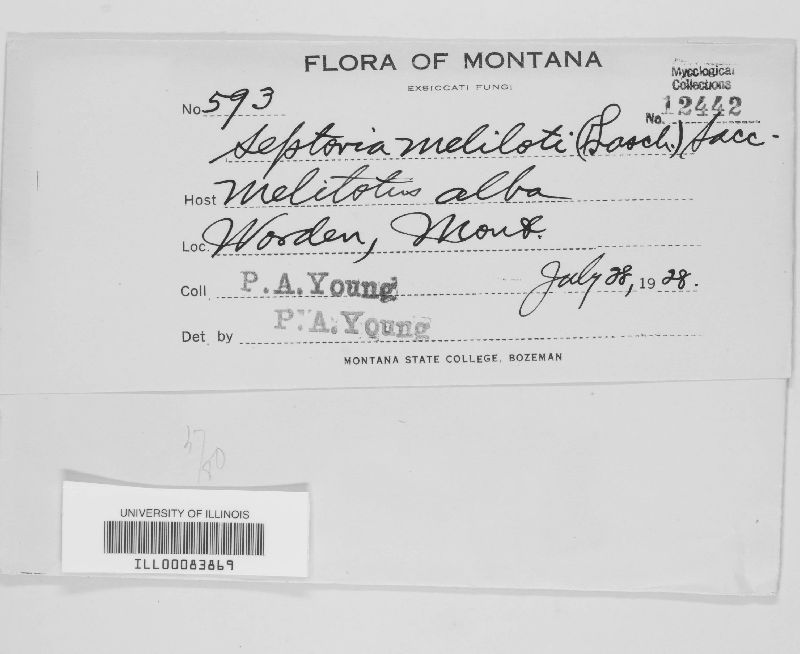 FLORA OF MONTANA
EXSICCATI FUNGI
Mycological
Collections
No. 12442
No. 593
Septoria meliloti (Lasch.) Sacc.
Host Melilotus alba
Loc. Worden, Mont.
Coll. P.A.Young July 28, 1928.
Det. by P.A.Young
MONTANA STATE COLLEGE, BOZEMAN
UNIVERSITY OF ILLINOIS
ILL00083869